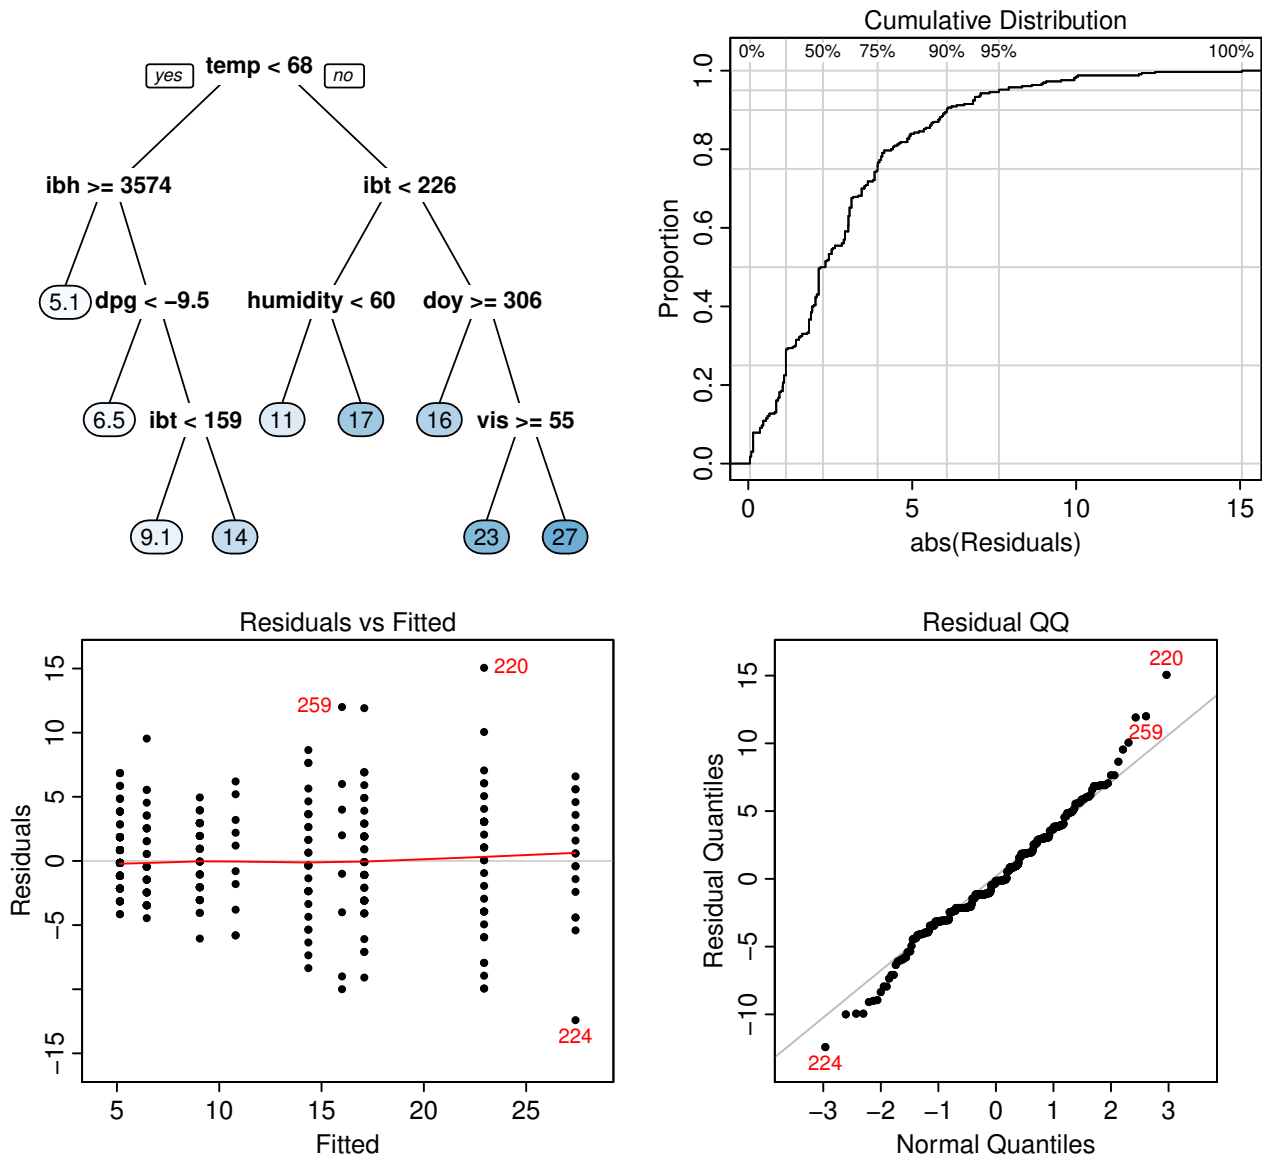 yes temp < 68 no
ibh >= 3574 ibt < 226
5.1 dpg < −9.5 humidity < 60 doy >= 306
6.5 ibt < 159 11 17 16 vis >= 55
9.1 14 23 27
Cumulative Distribution
0% 50% 75% 90% 95% 100%
1.0
0.8
0.6
0.4
0.2
0.0
Proportion
0 5 10 15
abs(Residuals)
Residuals vs Fitted
15
10
5
0
−5
−15
Residuals
220
259
224
5 10 15 20 25
Fitted
Residual QQ
15
10
5
0
−5
−10
Residual Quantiles
220
259
224
−3 −2 −1 0 1 2 3
Normal Quantiles